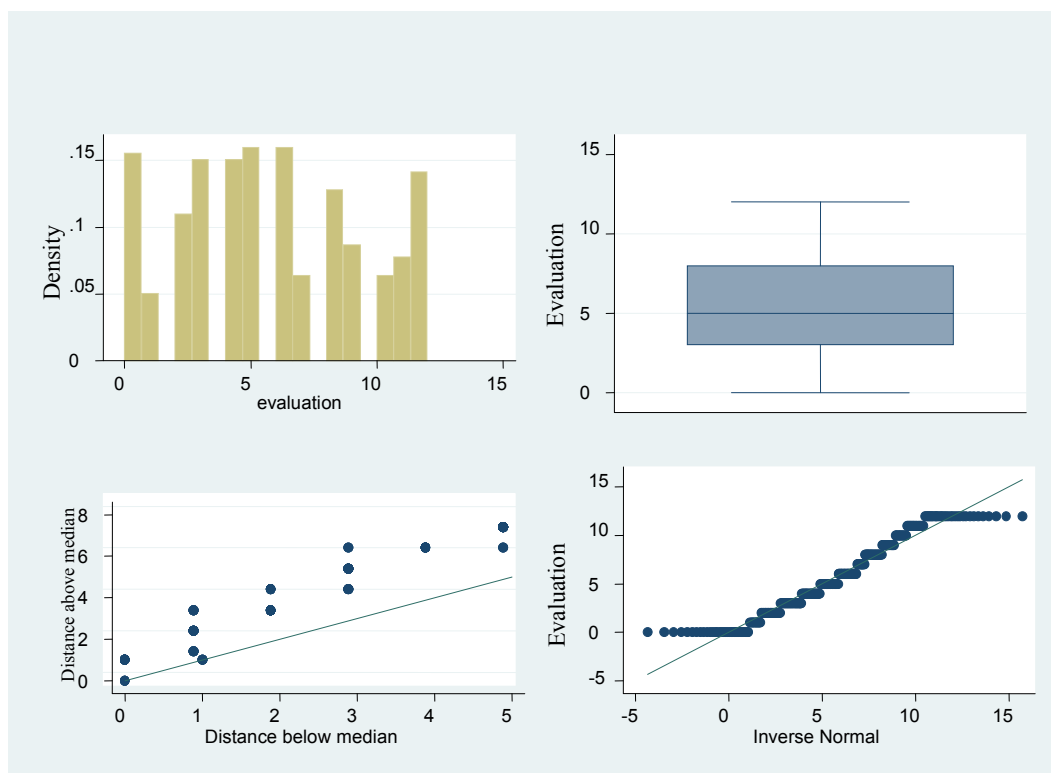 .15
.1
.05
0
Density
0 5 10 15
evaluation
15
10
5
0
Evaluation
8
6
4
2
0
Distance above median
0 1 2 3 4 5
Distance below median
15
10
5
0
-5
Evaluation
-5 0 5 10 15
Inverse Normal